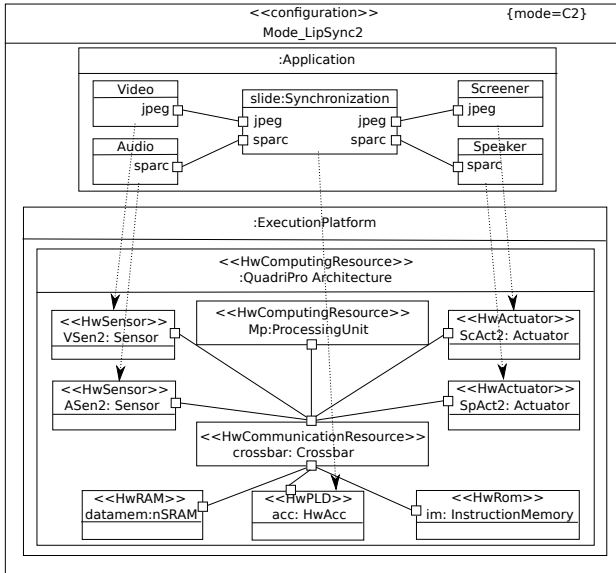 <<configuration>> {mode=C2}
Mode_LipSync2
:Application
Video
jpeg
slide:Synchronization
jpeg jpeg
sparc sparc
Screener
jpeg
Audio
sparc
Speaker
sparc
:ExecutionPlatform
<<HwComputingResource>>
:QuadriPro Architecture
<<HwSensor>>
VSen2: Sensor
<<HwComputingResource>>
Mp:ProcessingUnit
<<HwActuator>>
ScAct2: Actuator
<<HwSensor>>
ASen2: Sensor
<<HwActuator>>
SpAct2: Actuator
<<HwCommunicationResource>>
crossbar: Crossbar
<<HwRAM>>
datamem:nSRAM
<<HwPLD>>
acc: HwAcc
<<HwRom>>
im: InstructionMemory